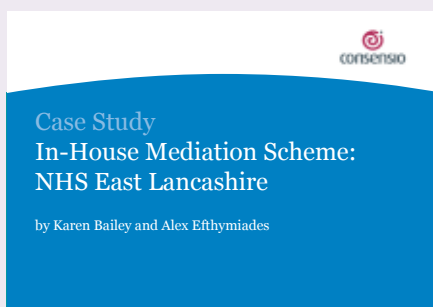 consensio
Case Study
In-House Mediation Scheme:
NHS East Lancashire
by Karen Bailey and Alex Efthymiades